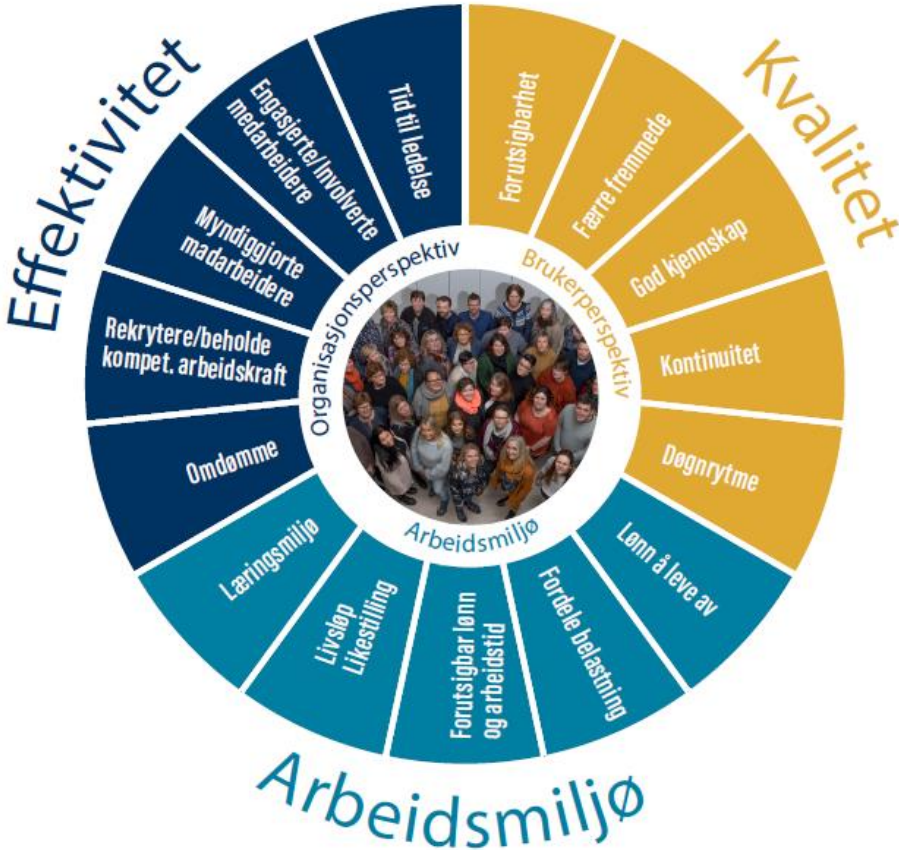 Effektivitet
Kvalitet
Arbeidsmiljø
Organisasjonsperspektiv
Brukerperspektiv
Arbeidsmiljø
Forutsigbarhet
Færre fremmede
God kjennskap
Kontinuitet
Døgnrytme
Lønn å leve av
Fordele belastning
Forutsigbar lønn
og arbeidstid
Livsløp
Likestilling
Læringsmiljø
Omdømme
Rekrytere/beholde
kompet. arbeidskraft
Myndiggjorte
madarbeidere
Engasjerte/Involverte
medarbeidere
Tid til ledelse